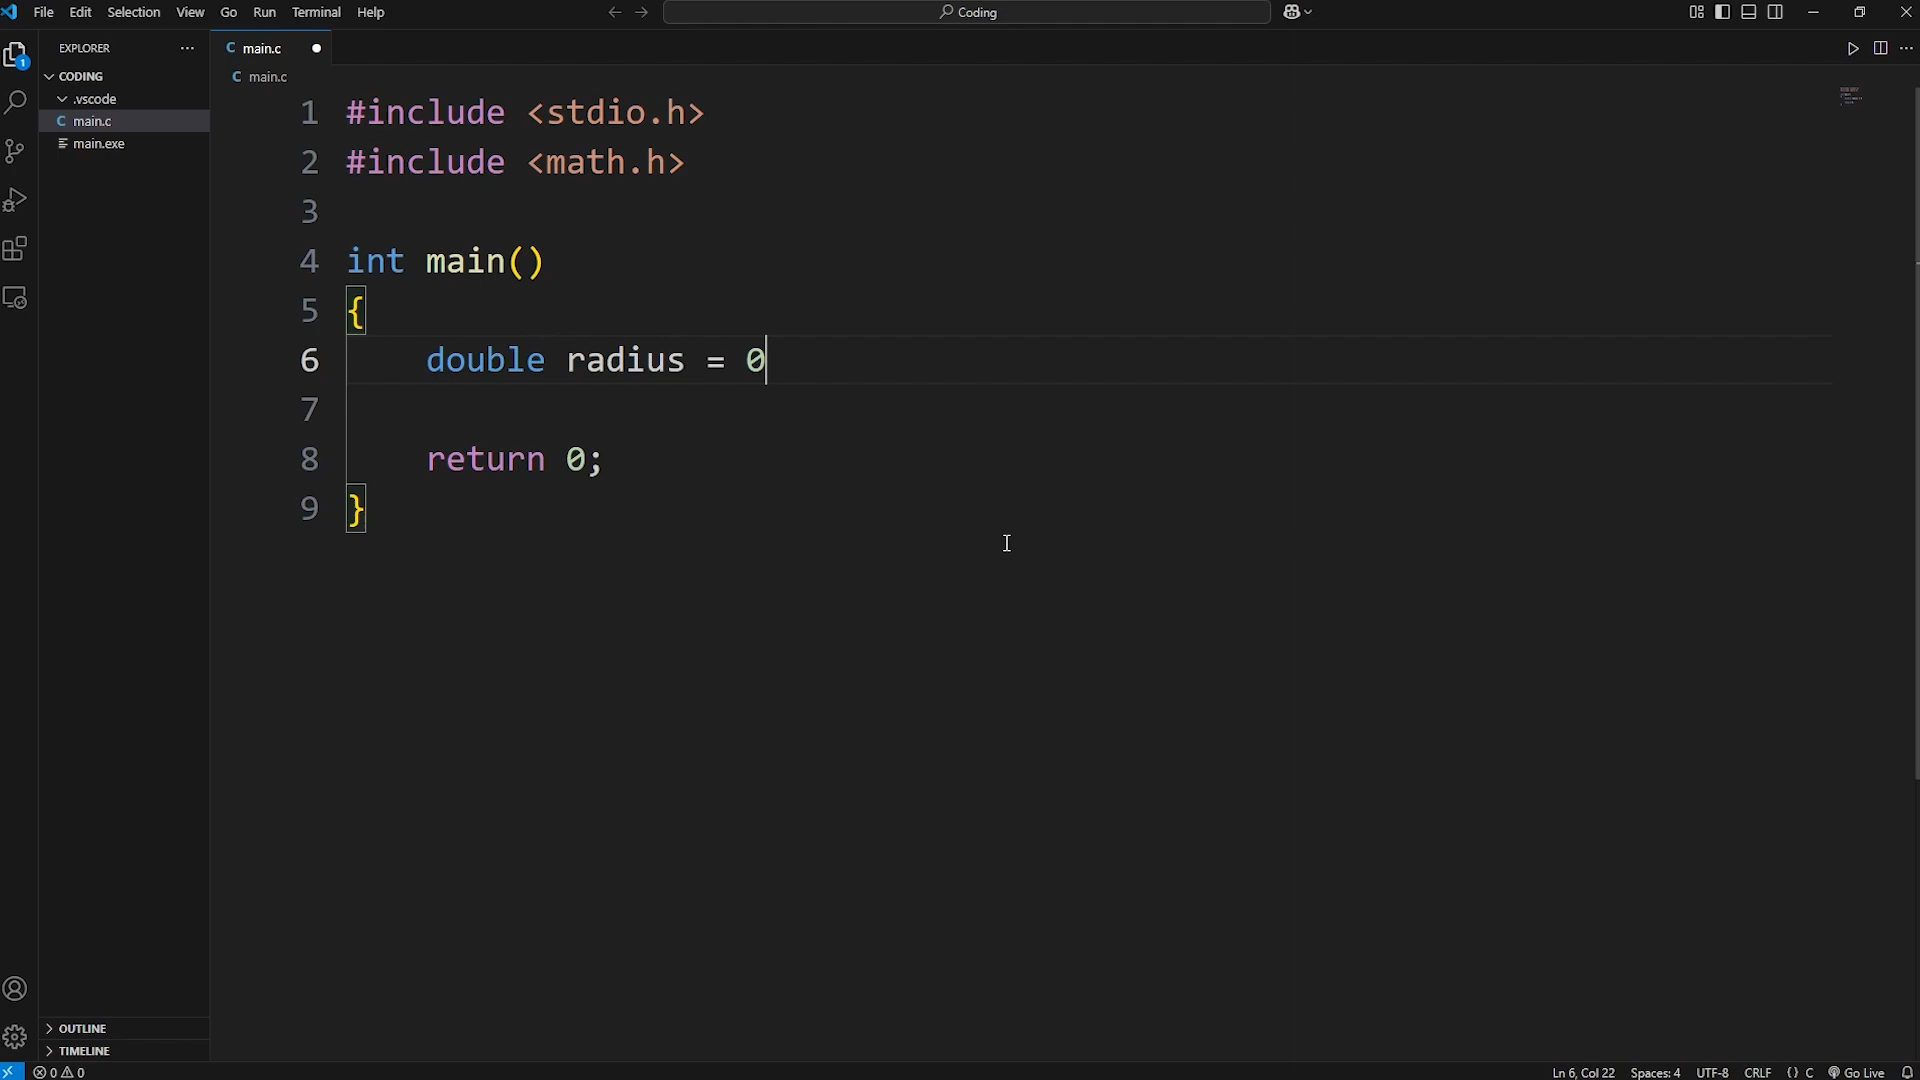 File Edit Selection View Go Run Terminal Help
Coding
EXPLORER
CODING
.vscode
C main.c
main.exe
OUTLINE
TIMELINE
1
C main.c
C main.c
1 #include <stdio.h>
2 #include <math.h>
3
4 int main()
5 {
6 double radius = 0
7
8 return 0;
9 }
0 0
Ln 6, Col 22 Spaces: 4 UTF-8 CRLF {} C Go Live